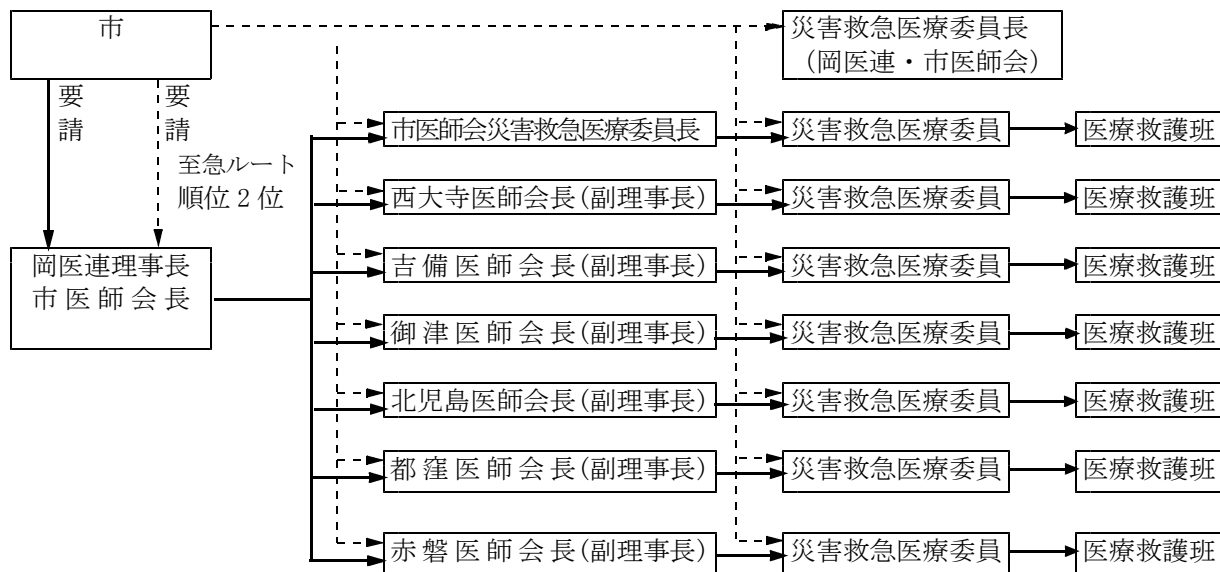 市
災害救急医療委員長
（岡医連・市医師会）
要請
要請
至急ルート
順位２位
岡医連理事長
市医師会長
市医師会災害救急医療委員長
災害救急医療委員
医療救護班
西大寺医師会長(副理事長)
災害救急医療委員
医療救護班
吉備医師会長(副理事長)
災害救急医療委員
医療救護班
御津医師会長(副理事長)
災害救急医療委員
医療救護班
北児島医師会長(副理事長)
災害救急医療委員
医療救護班
都窪医師会長(副理事長)
災害救急医療委員
医療救護班
赤磐医師会長(副理事長)
災害救急医療委員
医療救護班